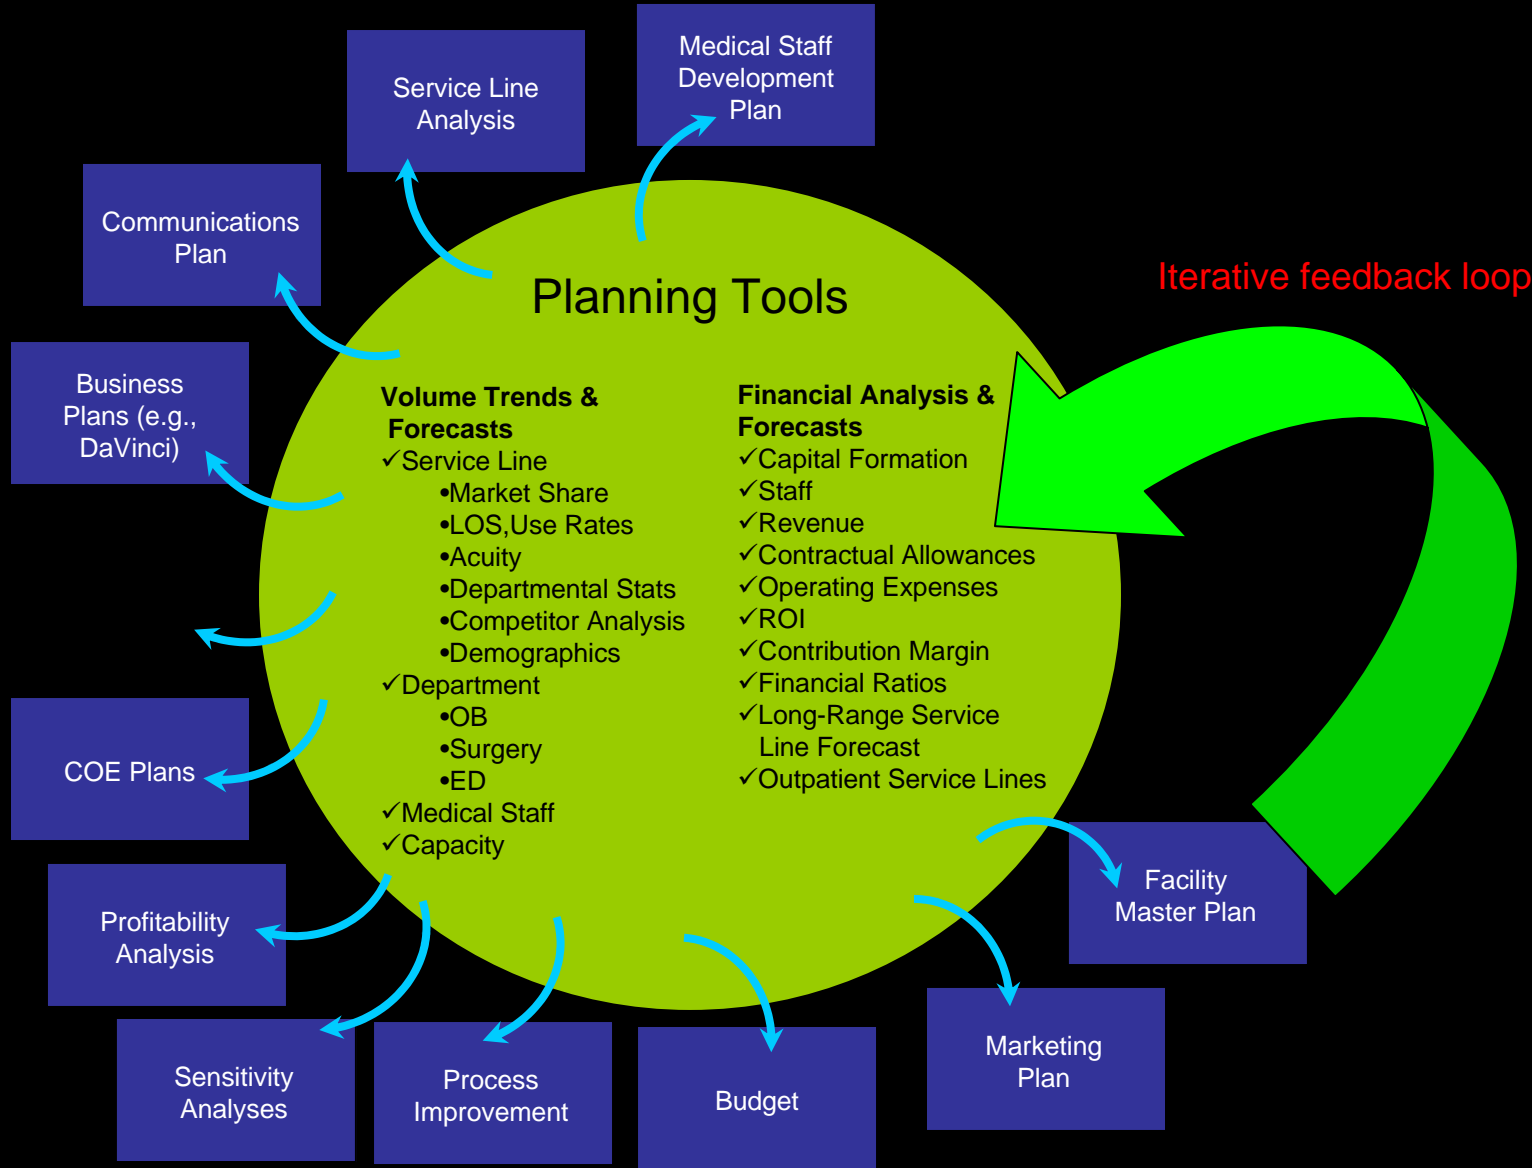 Medical Staff
Development
Plan
Service Line
Analysis
Communications
Plan
Iterative feedback loop
Planning Tools
Business
Plans (e.g.,
DaVinci)
Volume Trends &
Forecasts
✓Service Line
•Market Share
•LOS,Use Rates
•Acuity
•Departmental Stats
•Competitor Analysis
•Demographics
✓Department
•OB
•Surgery
•ED
✓Medical Staff
✓Capacity
Financial Analysis &
Forecasts
✓Capital Formation
✓Staff
✓Revenue
✓Contractual Allowances
✓Operating Expenses
✓ROI
✓Contribution Margin
✓Financial Ratios
✓Long-Range Service
Line Forecast
✓Outpatient Service Lines
COE Plans
Profitability
Analysis
Facility
Master Plan
Sensitivity
Analyses
Process
Improvement
Budget
Marketing
Plan